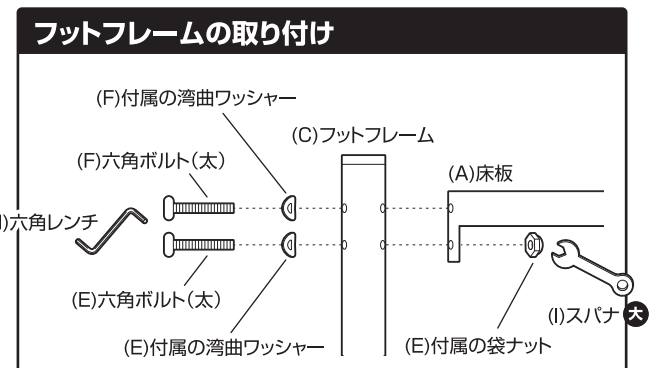 フットフレームの取り付け
(F)付属の湾曲ワッシャー
(C)フットフレーム
(F)六角ボルト(太)
(A)床板
)六角レンチ
(E)六角ボルト(太)
(I)スパナ 大
(E)付属の湾曲ワッシャー
(E)付属の袋ナット